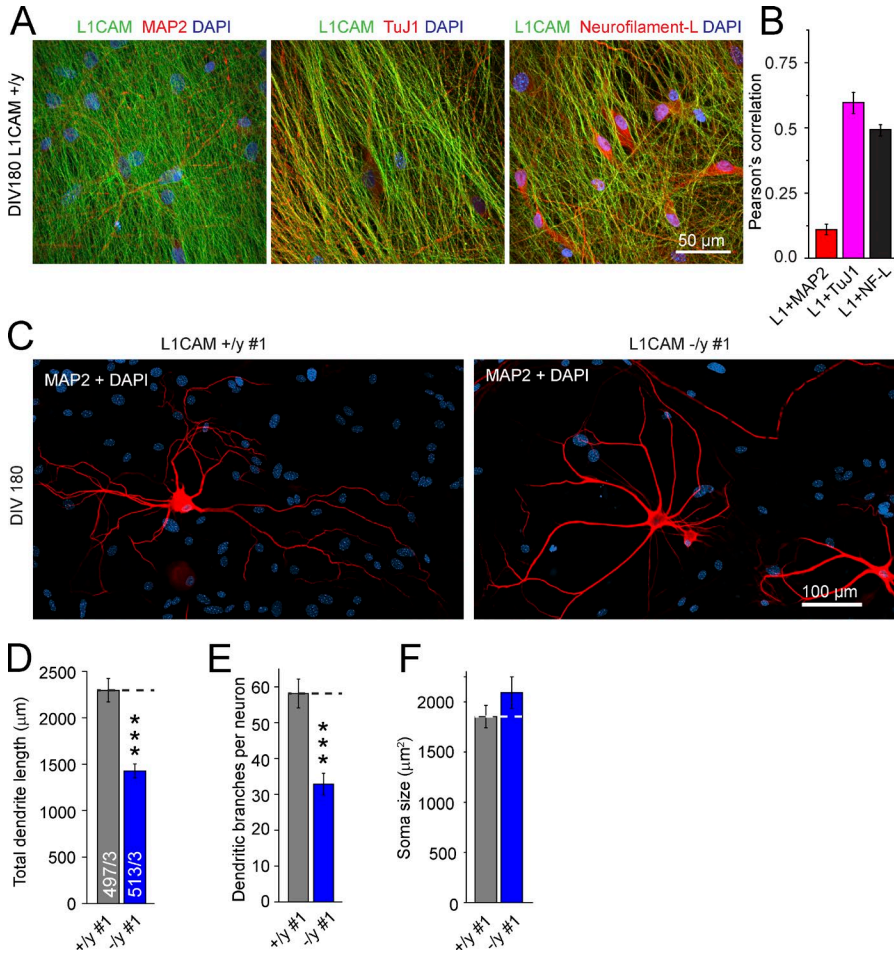 A
L1CAM MAP2 DAPI
L1CAM TuJ1 DAPI
L1CAM Neurofilament-L DAPI
DIV180 L1CAM +/y
50 µm
B
Pearson's correlation
0.75
0.5
0.25
0.0
L1+MAP2
L1+TuJ1
L1+NF-L
C
L1CAM +/y #1
L1CAM -/y #1
DIV 180
MAP2 + DAPI
MAP2 + DAPI
100 µm
D
Total dendrite length (µm)
2500
2000
1500
1000
500
0
***
497/3
513/3
+/y #1
-/y #1
E
Dendritic branches per neuron
60
50
40
30
20
10
0
***
+/y #1
-/y #1
F
Soma size (µm²)
2000
1500
1000
500
0
+/y #1
-/y #1